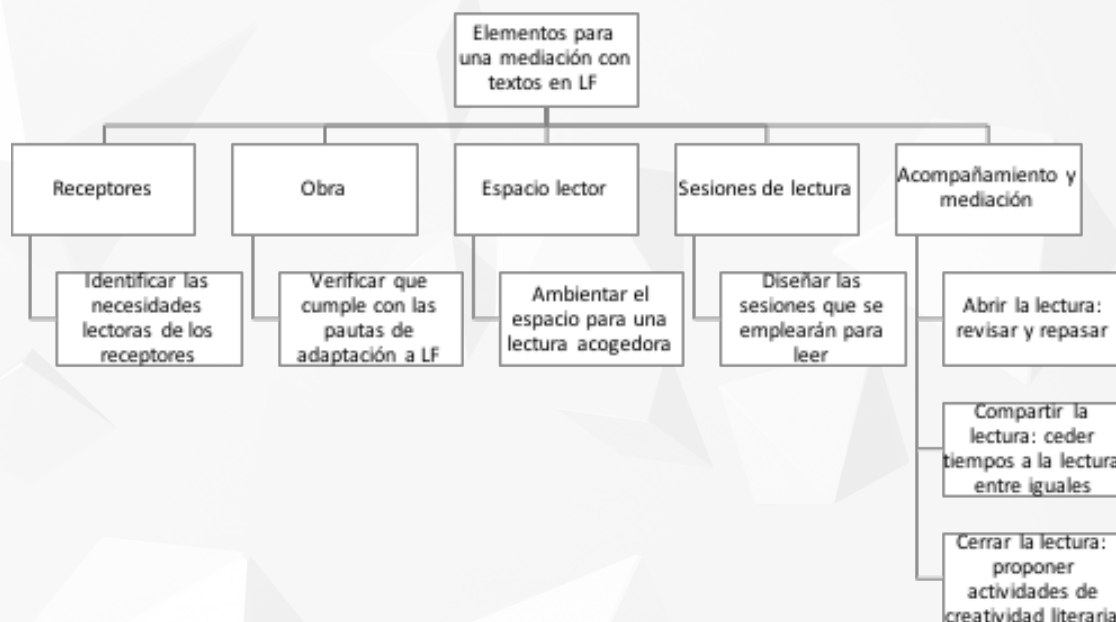 Elementos para
una mediación con
textos en LF
Receptores
Obra
Espacio lector
Sesiones de lectura
Acompañamiento y
mediación
Identificar las
necesidades
lectoras de los
receptores
Verificar que
cumple con las
pautas de
adaptación a LF
Ambientar el
espacio para una
lectura acogedora
Diseñar las
sesiones que se
emplearán para
leer
Abrir la lectura:
revisar y repasar
Compartir la
lectura: ceder
tiempos a la lectura
entre iguales
Cerrar la lectura:
proponer
actividades de
creatividad literaria